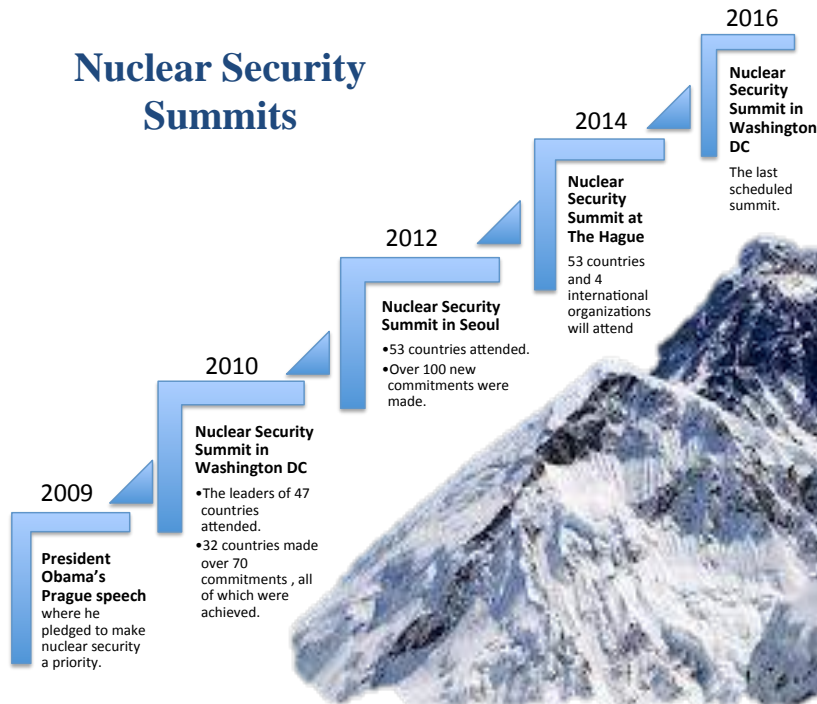 Nuclear Security
Summits
2009
President
Obama's
Prague speech
where he
pledged to make
nuclear security
a priority.
2010
Nuclear Security
Summit in
Washington DC
•The leaders of 47
countries
attended.
•32 countries made
over 70
commitments , all
of which were
achieved.
2012
Nuclear Security
Summit in Seoul
•53 countries attended.
•Over 100 new
commitments were
made.
2014
Nuclear
Security
Summit at
The Hague
53 countries
and 4
international
organizations
will attend
2016
Nuclear
Security
Summit in
Washington
DC
The last
scheduled
summit.